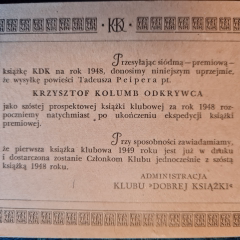 KDK
Przesyłając siódmą — premiową —
książkę KDK na rok 1948, donosimy niniejszym uprzejmie,
że wysyłkę powieści Tadeusza Peipera pt.
KRZYSZTOF KOLUMB ODKRYWCA
jako szóstej prospektowej książki klubowej za rok 1948 roz-
poczniemy natychmiast po ukończeniu ekspedycji książki
premiowej.
Przy sposobności zawiadamiamy,
że pierwsza książka klubowa 1949 roku jest już w druku
i dostarczona zostanie Członkom Klubu jednocześnie z szóstą
książką 1948 roku.
ADMINISTRACJA
KLUBU »DOBREJ KSIĄŻKI«